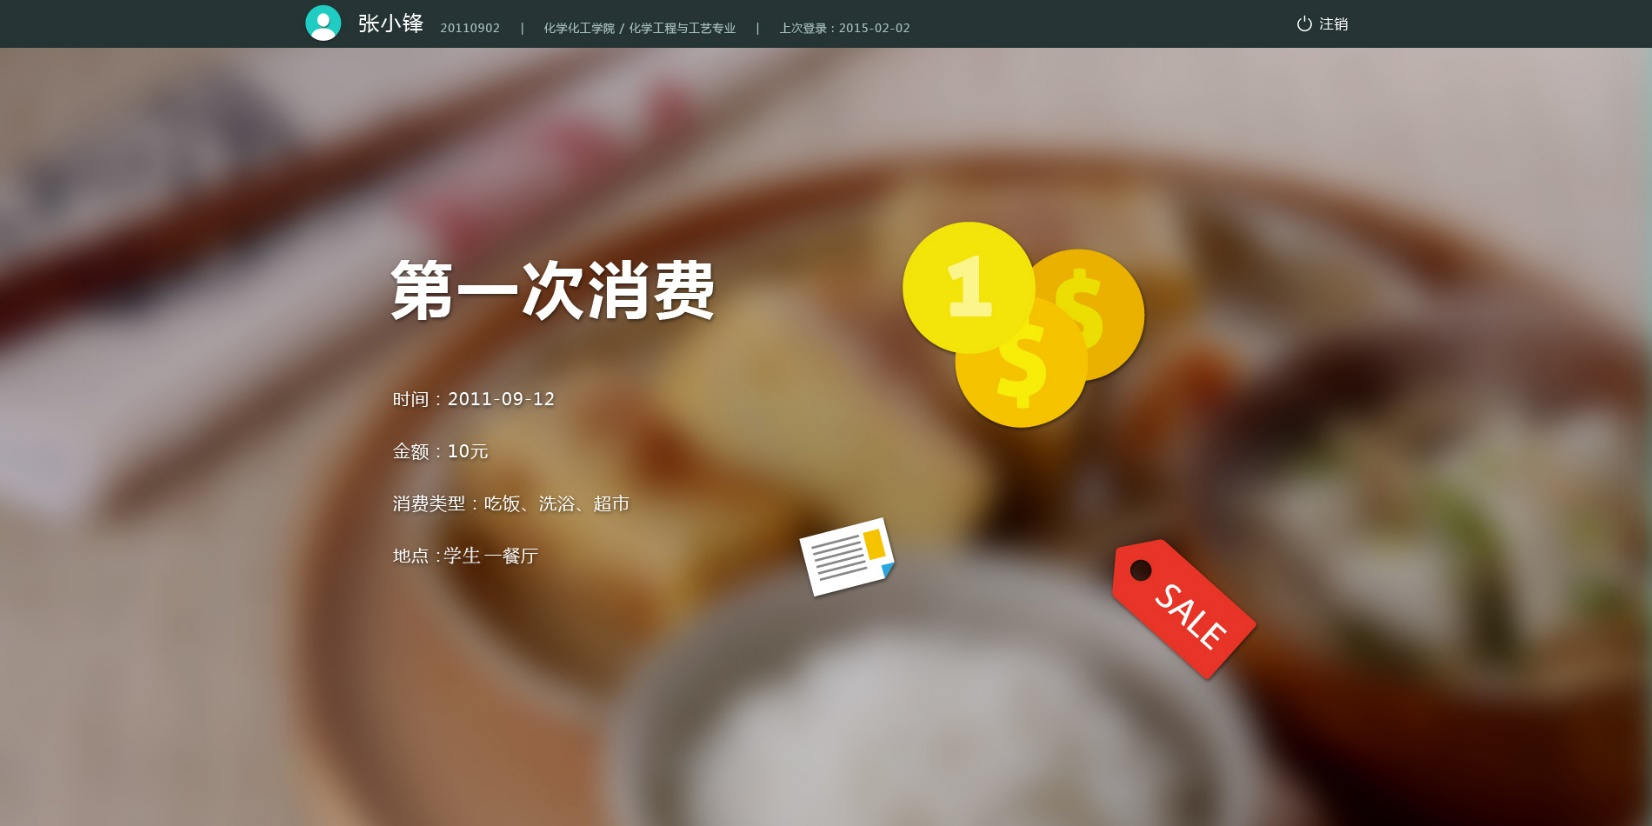 张小锋 20110902 | 化学化工学院 / 化学工程与工艺专业 | 上次登录：2015-02-02 注销
第一次消费
1
$
$
时间：2011-09-12
金额：10元
消费类型：吃饭、洗浴、超市
地点：学生一餐厅
SALE